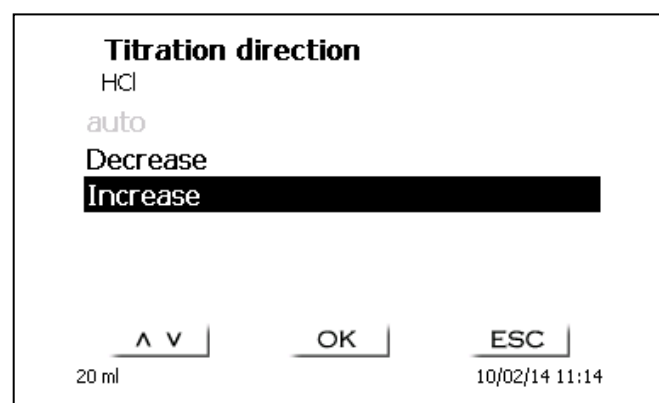 Titration direction
HCl
auto
Decrease
Increase
∧ ∨ OK ESC
20 ml 10/02/14 11:14